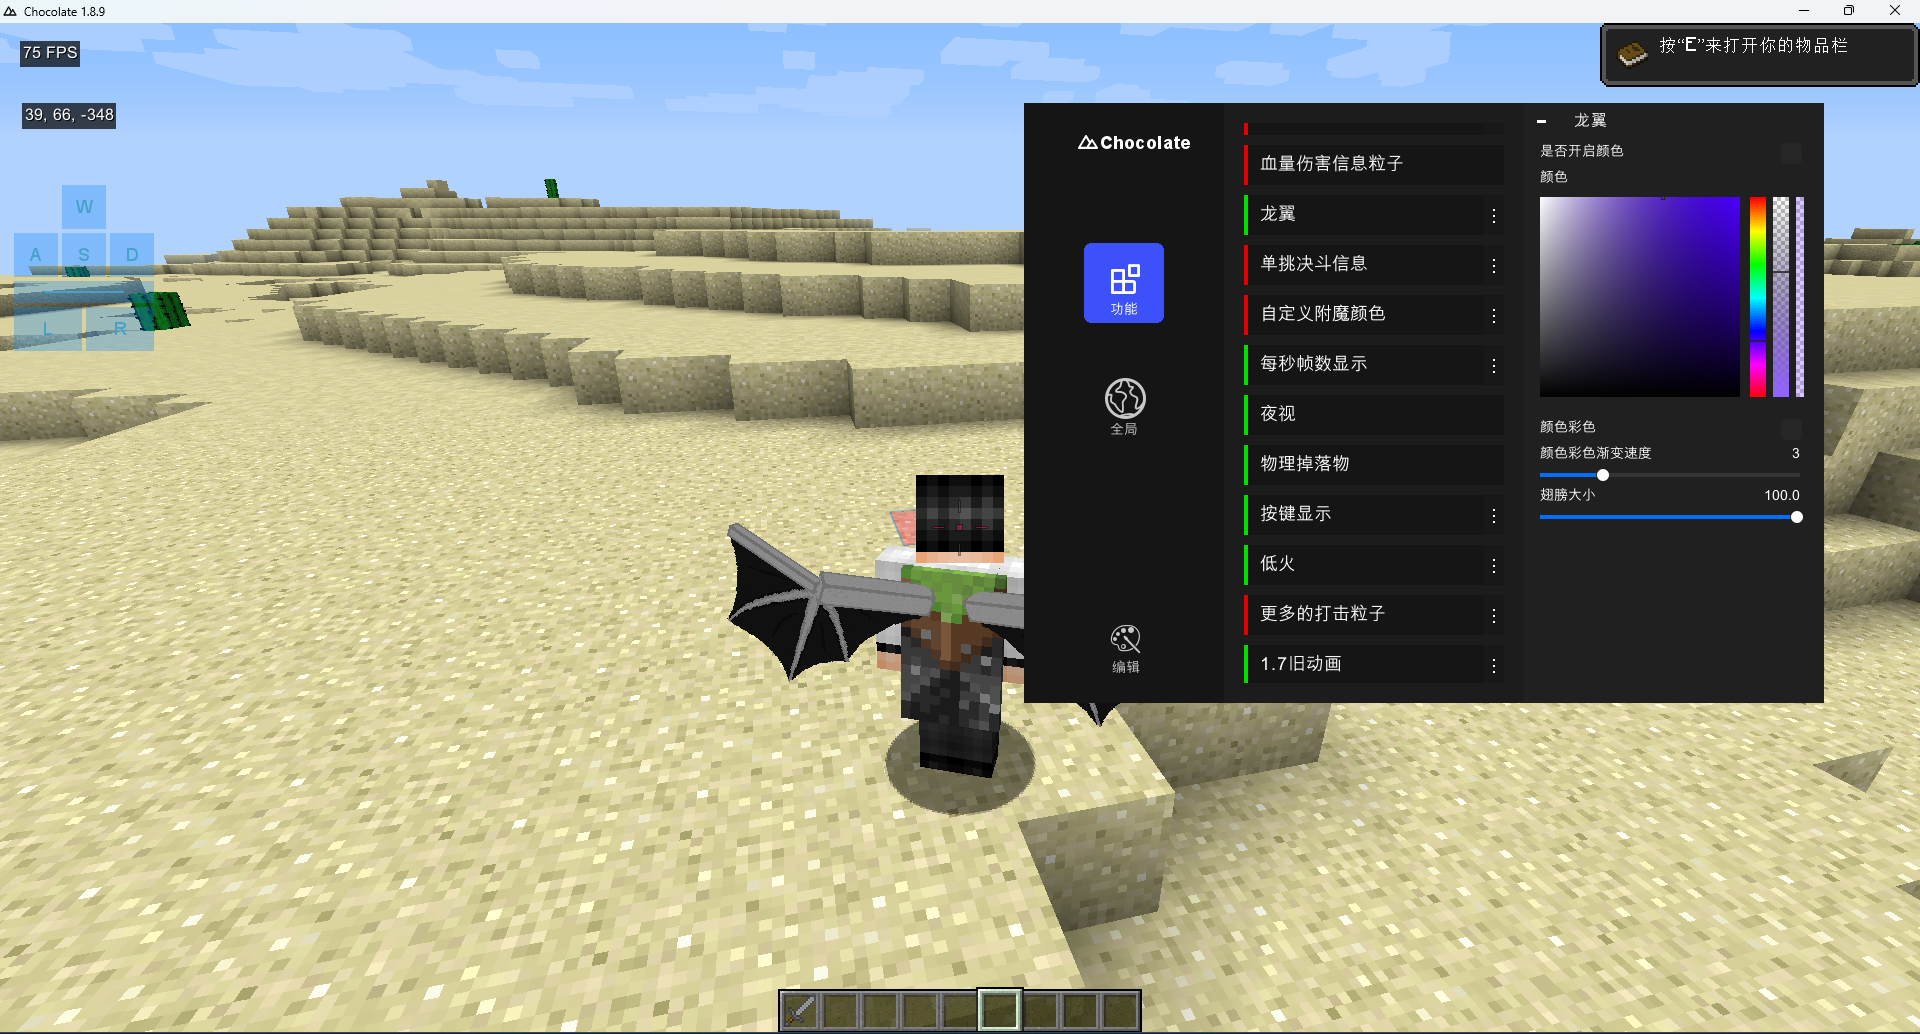 Chocolate 1.8.9
75 FPS
按“E”来打开你的物品栏
39, 66, -348
W
A
S
D
L
R
Chocolate
功能
全局
编辑
血量伤害信息粒子
龙翼
单挑决斗信息
自定义附魔颜色
每秒帧数显示
夜视
物理掉落物
按键显示
低火
更多的打击粒子
1.7旧动画
龙翼
是否开启颜色
颜色
颜色彩色
颜色彩色渐变速度 3
翅膀大小 100.0